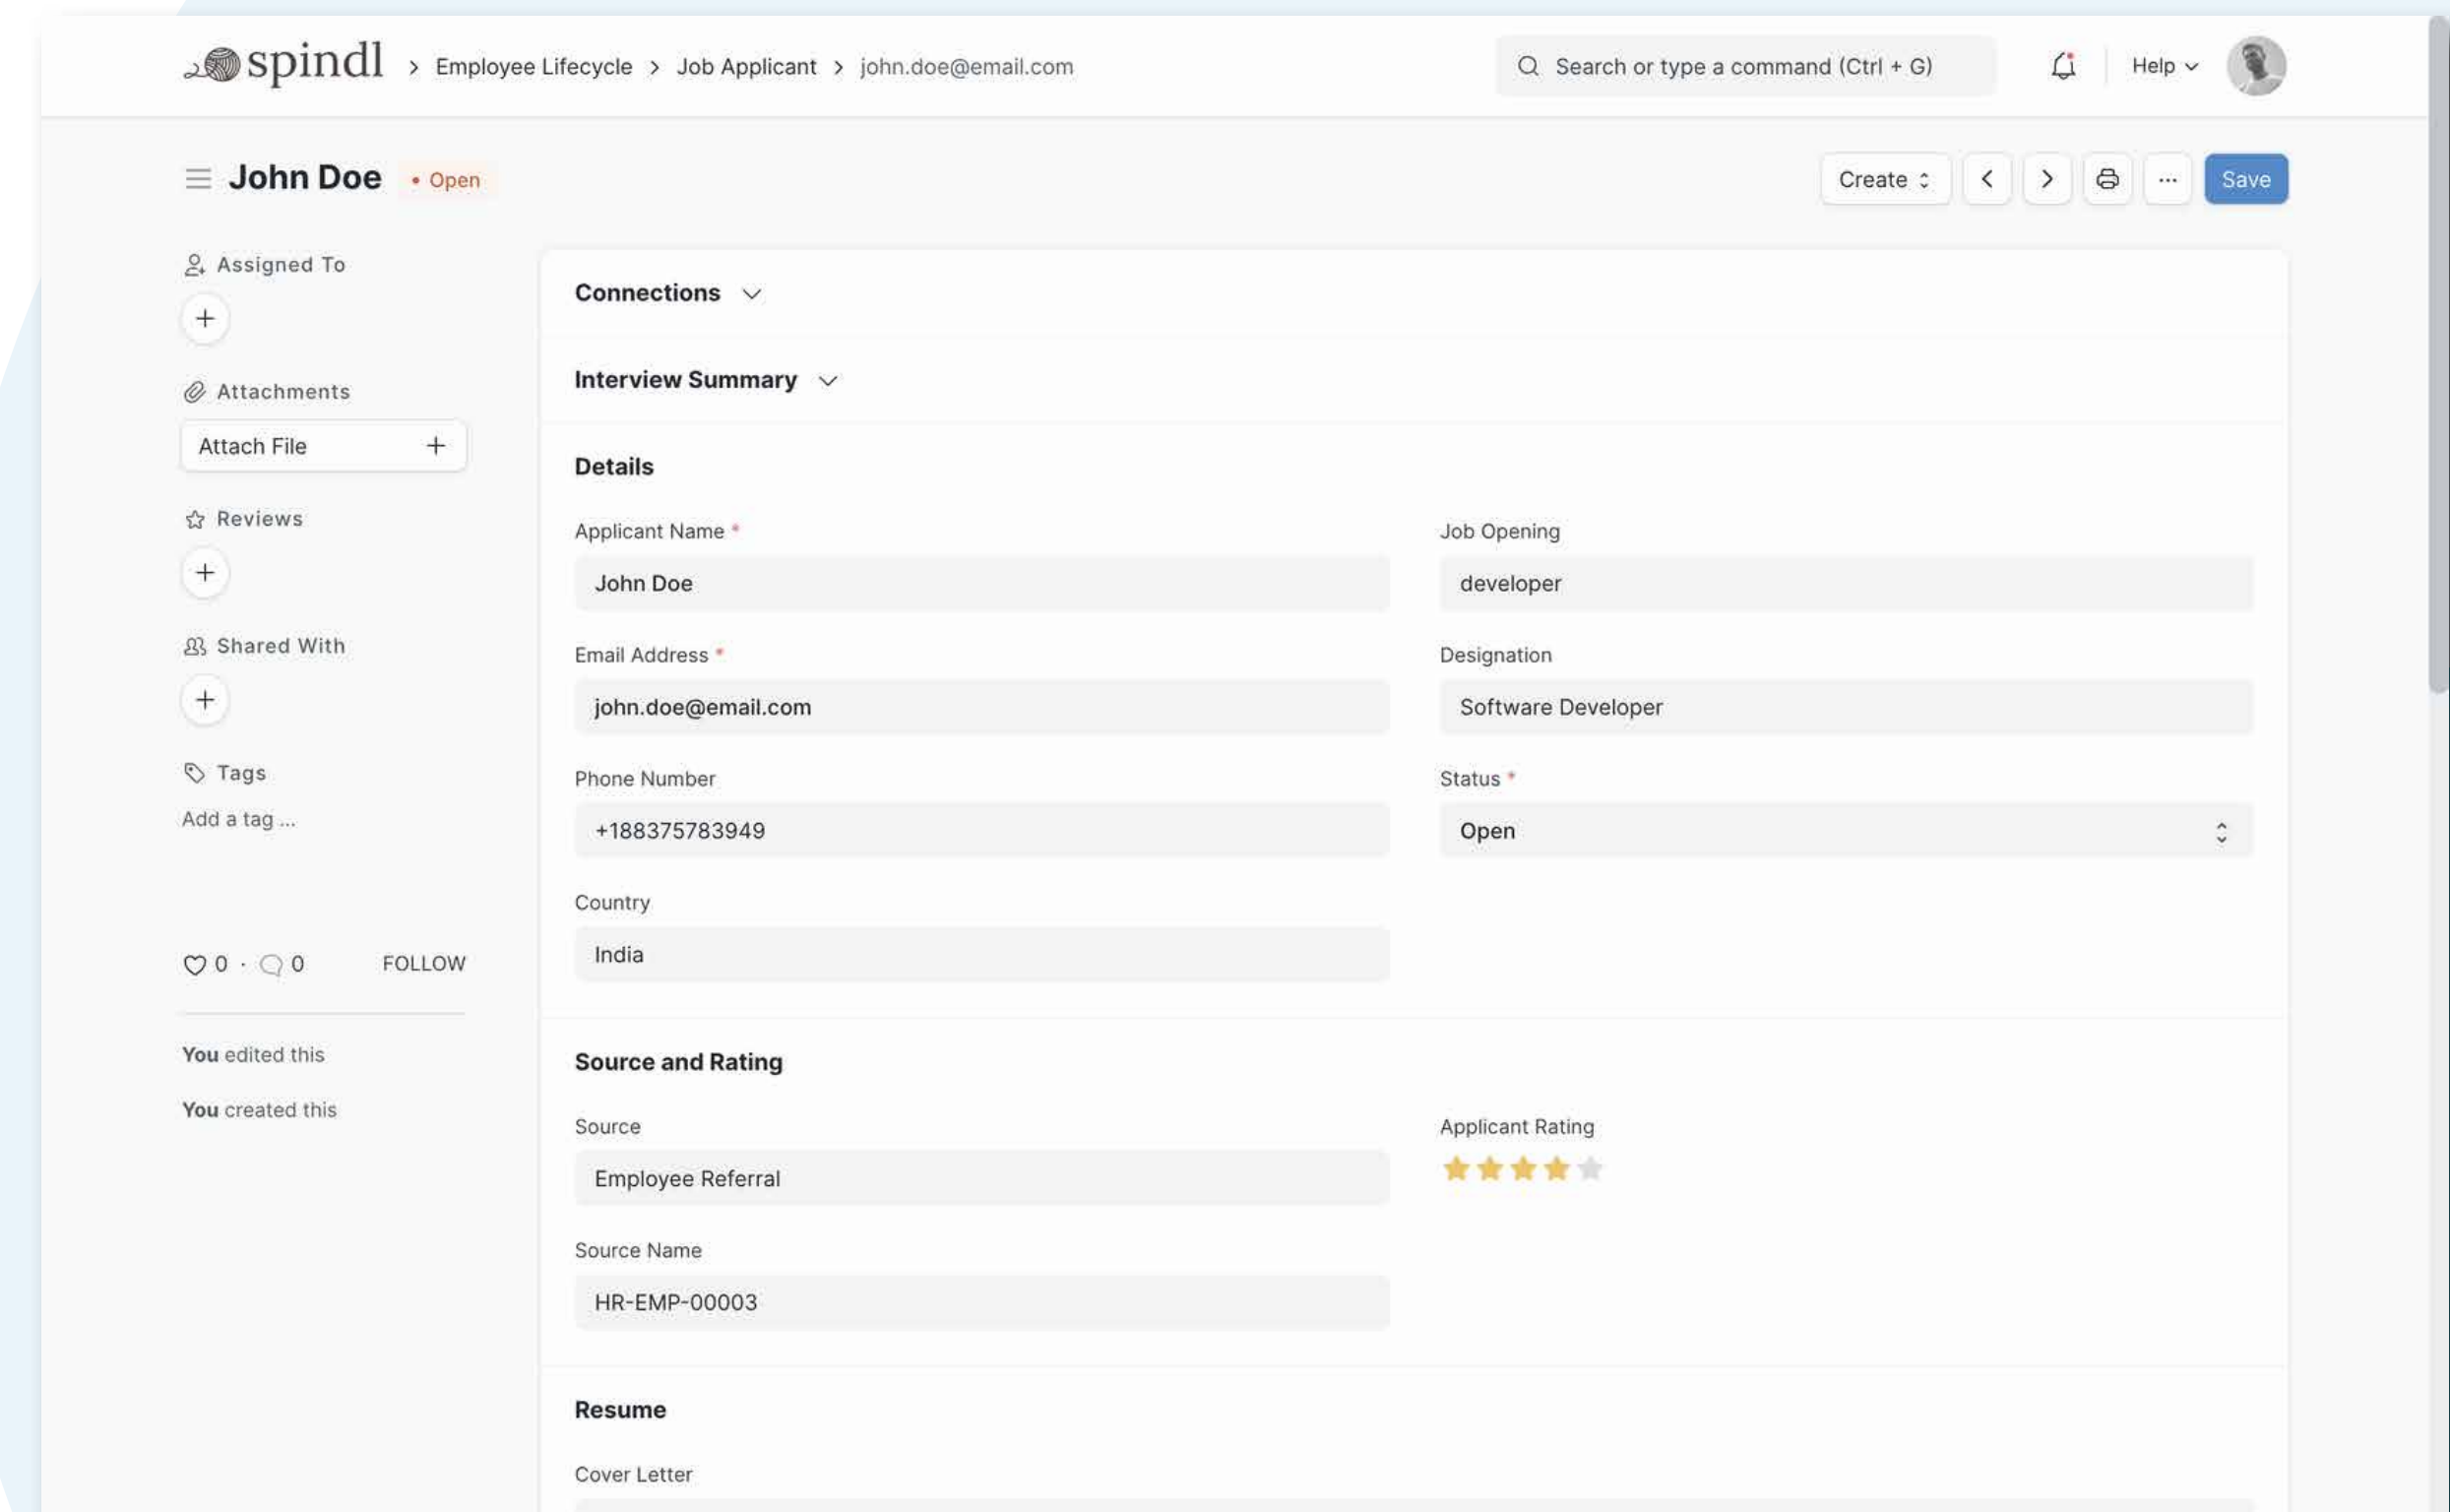 spindl > Employee Lifecycle > Job Applicant > john.doe@email.com
Search or type a command (Ctrl + G)
Help
John Doe
• Open
Create
...
Save
Assigned To
+
Attachments
Attach File +
Reviews
+
Shared With
+
Tags
Add a tag ...
0 · 0 FOLLOW
You edited this
You created this
Connections
Interview Summary
Details
Applicant Name *
John Doe
Job Opening
developer
Email Address *
john.doe@email.com
Designation
Software Developer
Phone Number
+188375783949
Status *
Open
Country
India
Source and Rating
Source
Employee Referral
Applicant Rating
Source Name
HR-EMP-00003
Resume
Cover Letter